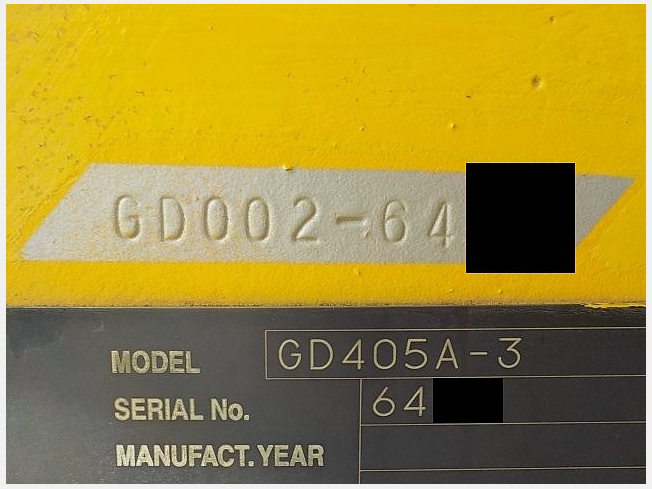 GD002-64
MODEL GD405A-3
SERIAL No. 64
MANUFACT. YEAR